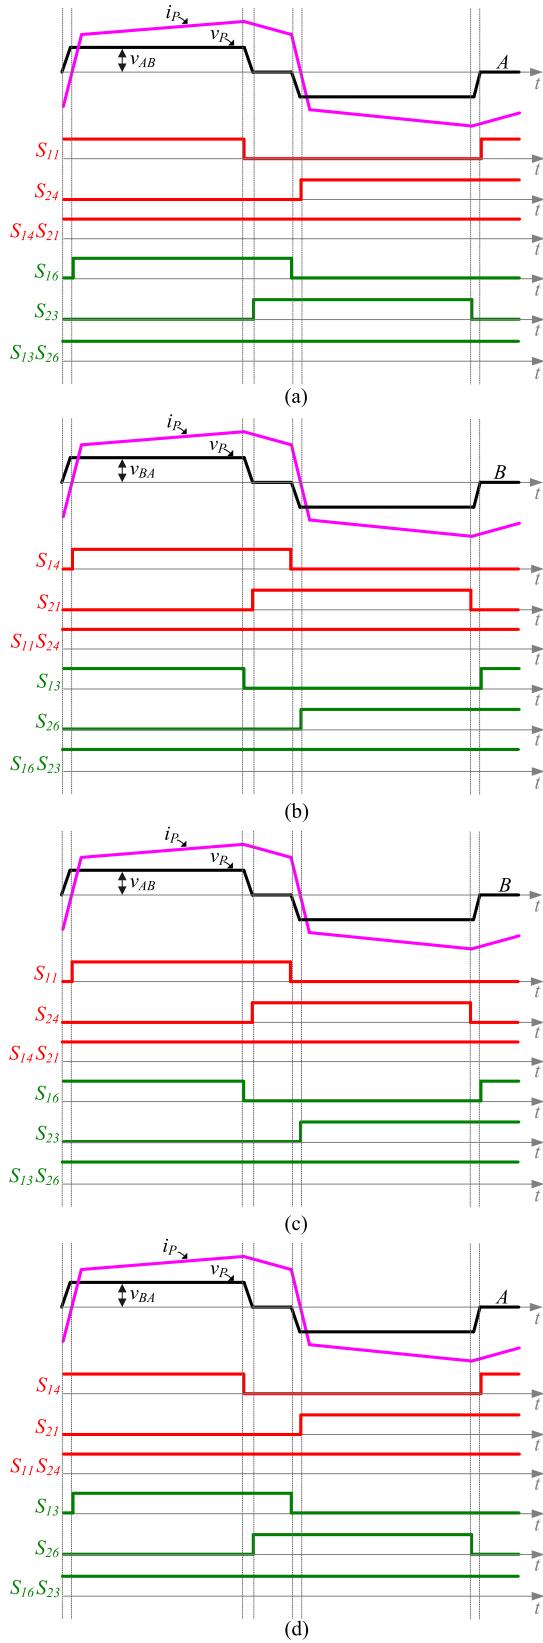 iP
vP
vAB
A
t
S11
t
S24
t
S14S21
t
S16
t
S23
t
S13S26
t
(a)
iP
vP
vBA
B
t
S14
t
S21
t
S11S24
t
S13
t
S26
t
S16S23
t
(b)
iP
vP
vAB
B
t
S11
t
S24
t
S14S21
t
S16
t
S23
t
S13S26
t
(c)
iP
vP
vBA
A
t
S14
t
S21
t
S11S24
t
S13
t
S26
t
S16S23
t
(d)